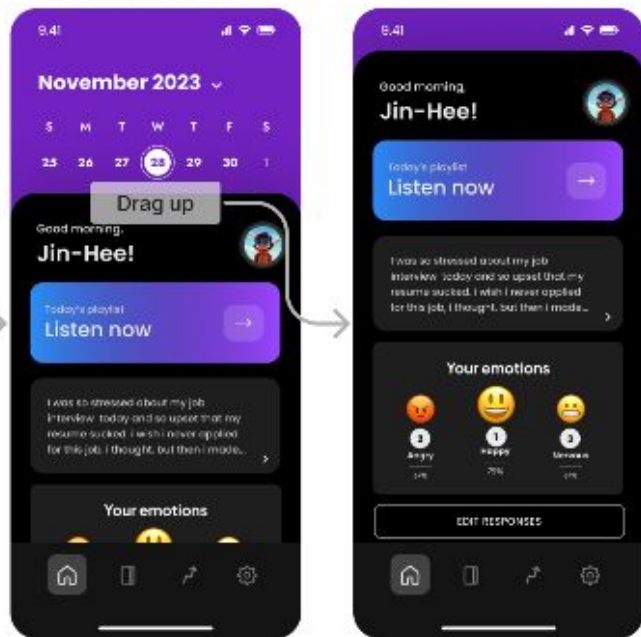 9:41
November 2023
S M T W T F S
25 26 27 28 29 30 1
Drag up
Good morning,
Jin-Hee!
Today's playlist
Listen now
I was so stressed about my job
interview today and so upset that my
resume sucked. i wish i never applied
for this job, i thought. but then i made...
Your emotions
9:41
Good morning,
Jin-Hee!
Today's playlist
Listen now
I was so stressed about my job
interview today and so upset that my
resume sucked. i wish i never applied
for this job, i thought. but then i made...
Your emotions
1
Angry Happy Nervous
75%
EDIT RESPONSES